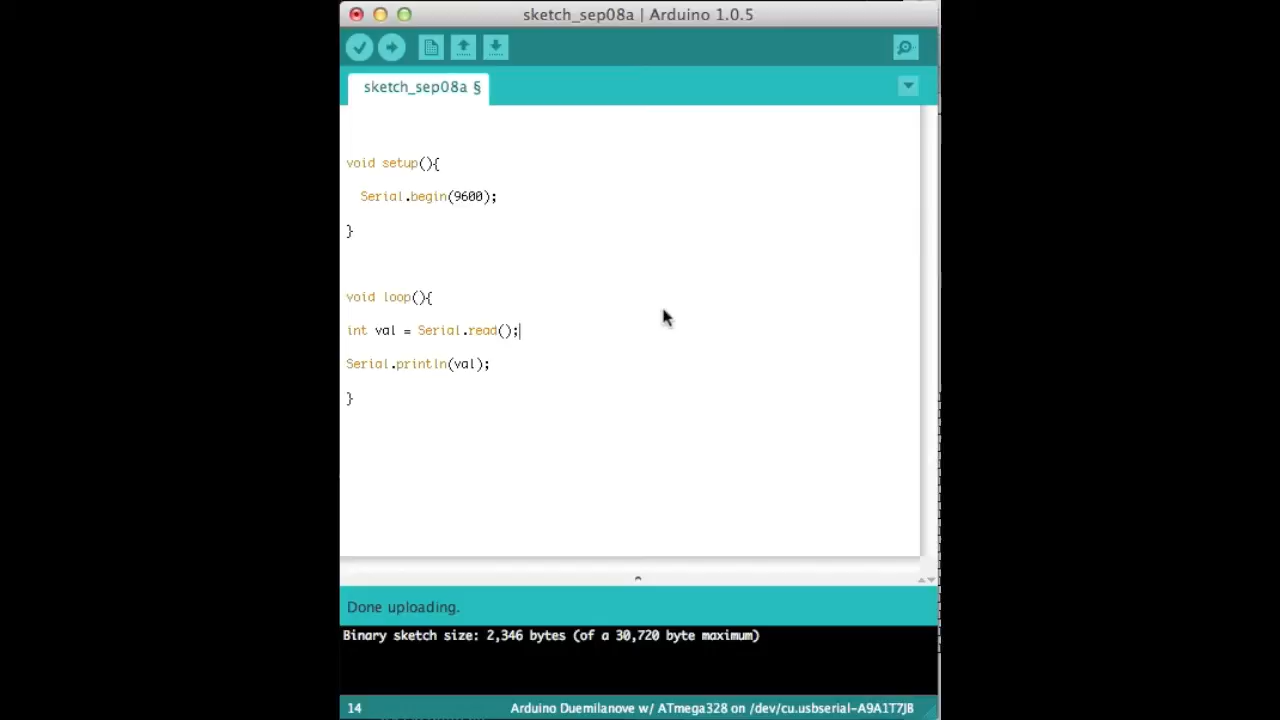 sketch_sep08a | Arduino 1.0.5
sketch_sep08a §
void setup(){
Serial.begin(9600);
}
void loop(){
int val = Serial.read();
Serial.println(val);
}
Done uploading.
Binary sketch size: 2,346 bytes (of a 30,720 byte maximum)
14 Arduino Duemilanove w/ ATmega328 on /dev/cu.usbserial-A9A1T7JB